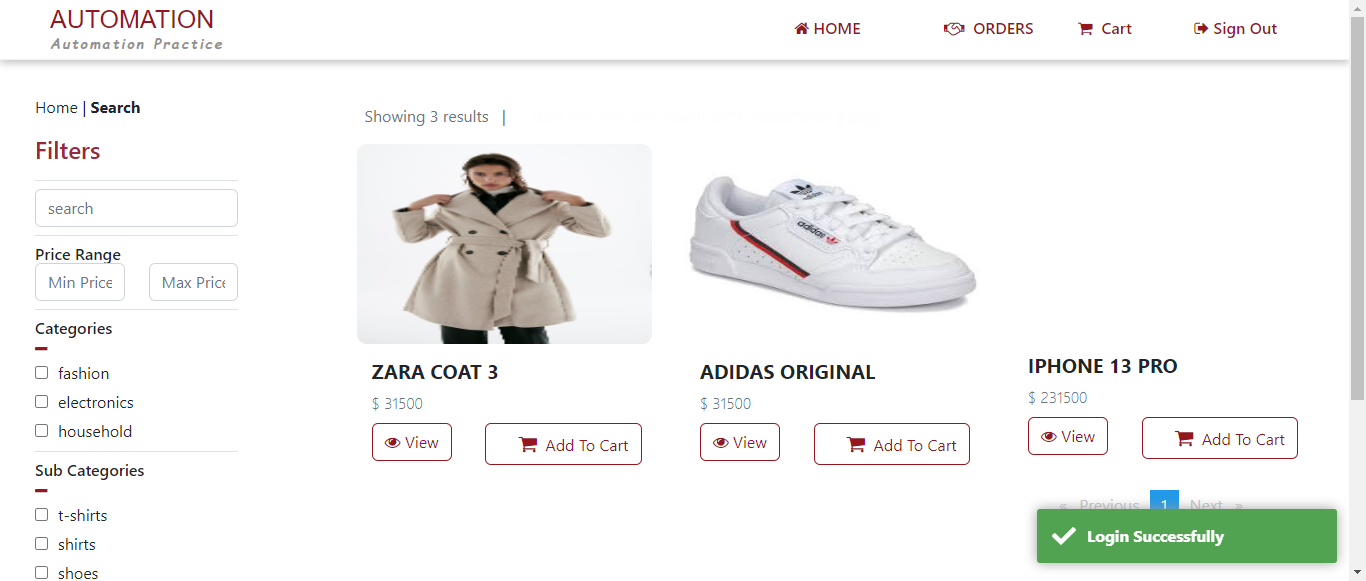 AUTOMATION
Automation Practice
HOME
ORDERS
Cart
Sign Out
Home | Search
Filters
search
Price Range
Min Price
Max Price
Categories
fashion
electronics
household
Sub Categories
t-shirts
shirts
shoes
Showing 3 results |
adidas
ZARA COAT 3
$ 31500
View
Add To Cart
ADIDAS ORIGINAL
$ 31500
View
Add To Cart
IPHONE 13 PRO
$ 231500
View
Add To Cart
« Previous 1 Next »
Login Successfully